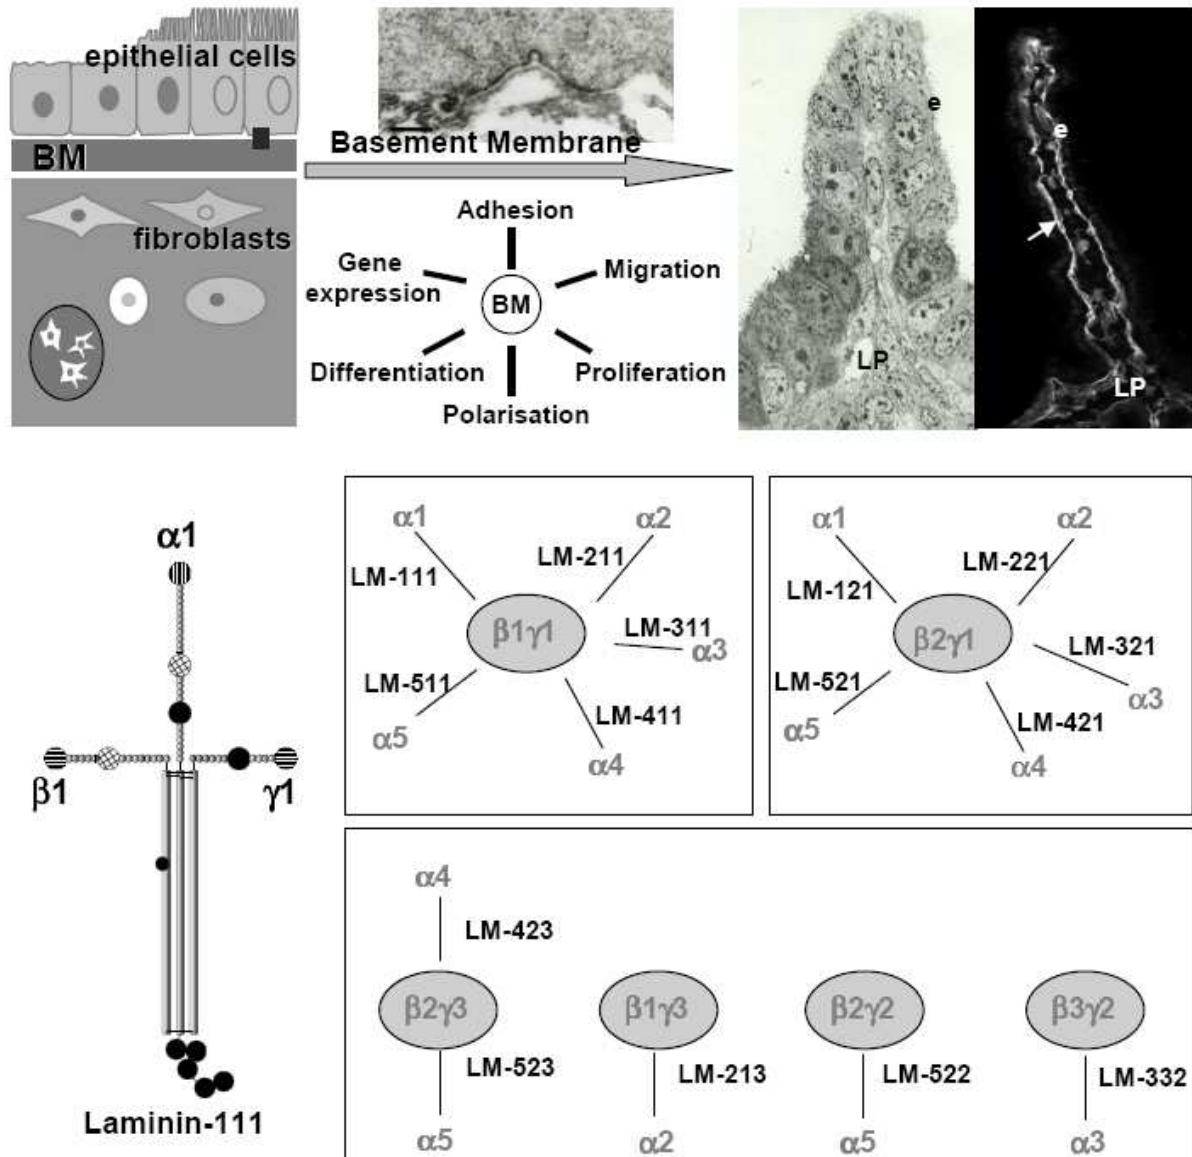 epithelial cells
BM
fibroblasts
Basement Membrane
Adhesion
Gene
expression
Migration
BM
Differentiation
Proliferation
Polarisation
e
LP
e
LP
α1
β1
γ1
Laminin-111
α1
α2
LM-111
LM-211
β1γ1
LM-311
α3
LM-511
LM-411
α5
α4
α1
α2
LM-121
LM-221
β2γ1
LM-321
LM-521
α3
LM-421
α5
α4
α4
LM-423
β2γ3
β1γ3
β2γ2
β3γ2
LM-523
LM-213
LM-522
LM-332
α5
α2
α5
α3